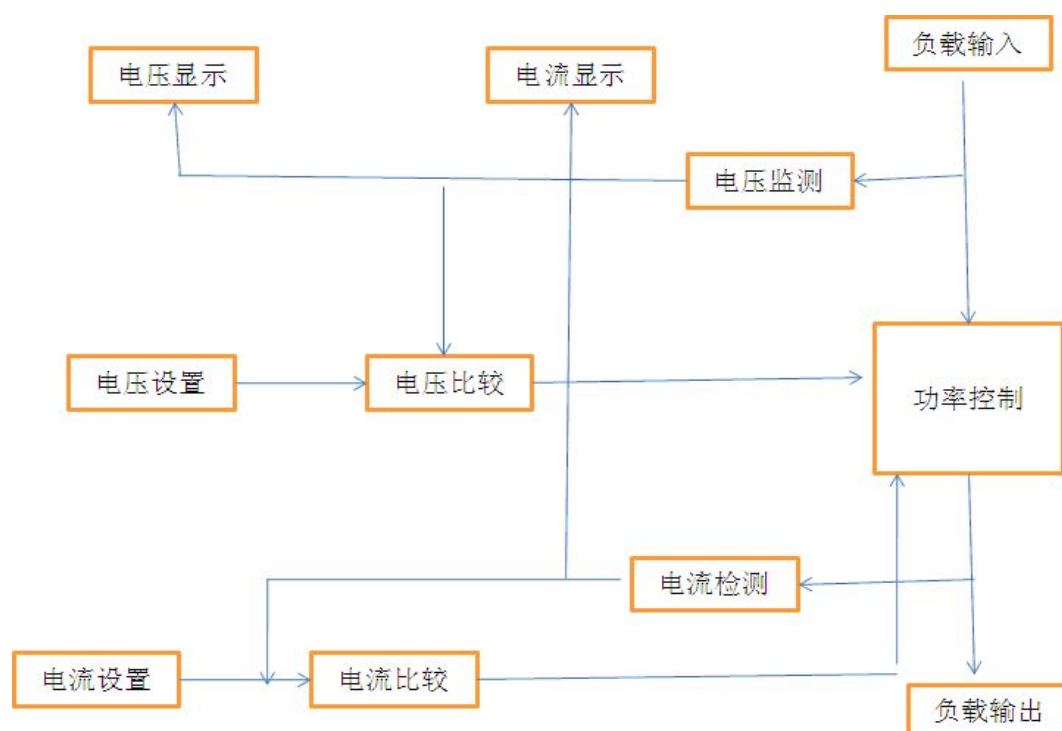 负载输入
电压显示
电流显示
电压监测
电压设置
电压比较
功率控制
电流检测
电流设置
电流比较
负载输出